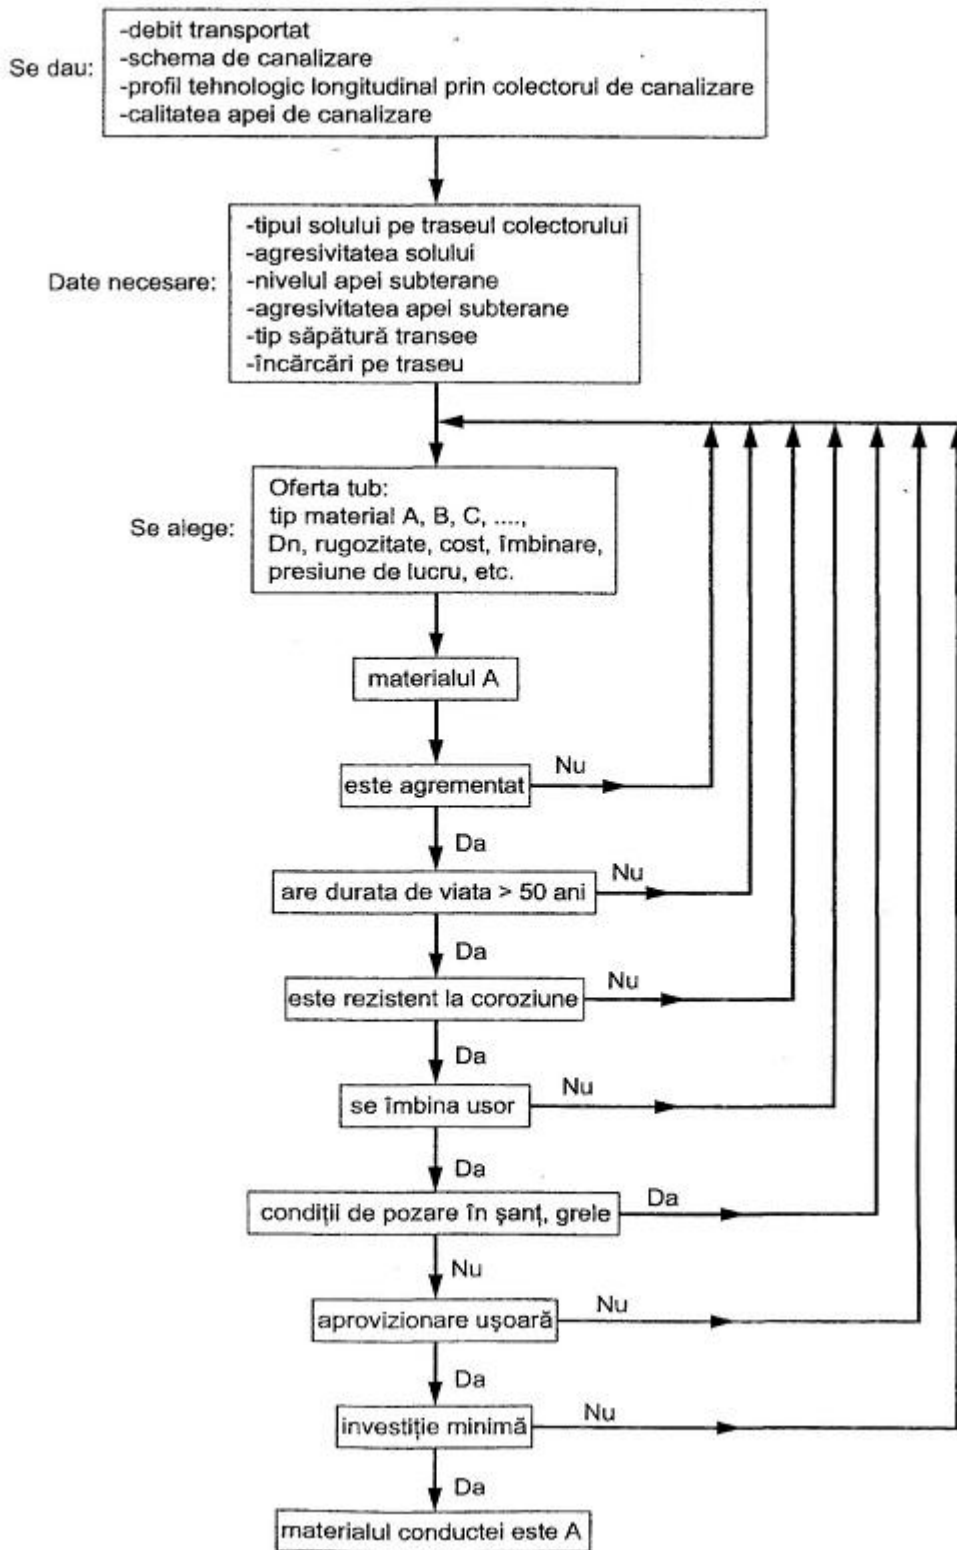 Se dau:
-debit transportat
-schema de canalizare
-profil tehnologic longitudinal prin colectorul de canalizare
-calitatea apei de canalizare
Date necesare:
-tipul solului pe traseul colectorului
-agresivitatea solului
-nivelul apei subterane
-agresivitatea apei subterane
-tip săpătură transee
-încărcări pe traseu
Se alege:
Oferta tub:
tip material A, B, C, ....,
Dn, rugozitate, cost, îmbinare,
presiune de lucru, etc.
materialul A
este agrementat
Nu
Da
are durata de viata > 50 ani
Nu
Da
este rezistent la coroziune
Nu
Da
se îmbina usor
Nu
Da
condiții de pozare în șanț, grele
Da
Nu
aprovizionare ușoară
Nu
Da
investiție minimă
Nu
Da
materialul conductei este A